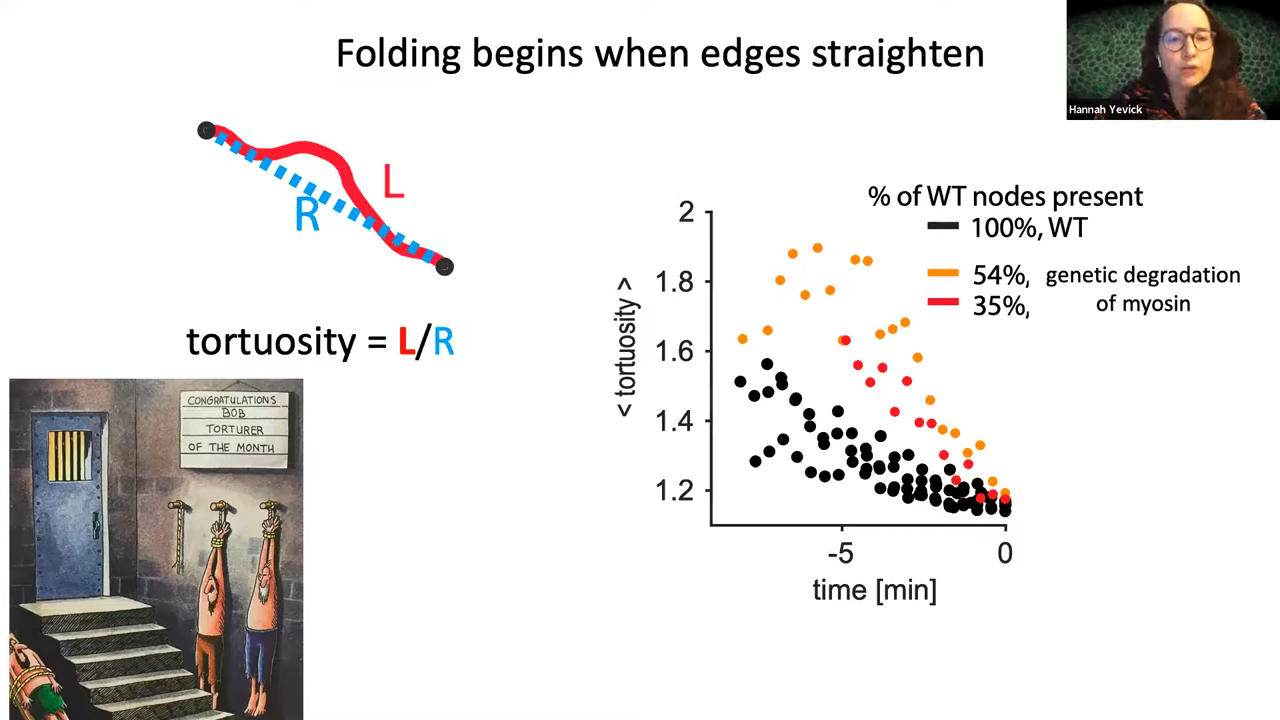 Folding begins when edges straighten
Hannah Yevick
L
R
tortuosity = L/R
CONGRATULATIONS
BOB
TORTURER
OF THE MONTH
% of WT nodes present
100%, WT
54%, genetic degradation
35%, of myosin
2
1.8
1.6
1.4
1.2
< tortuosity >
-5
0
time [min]